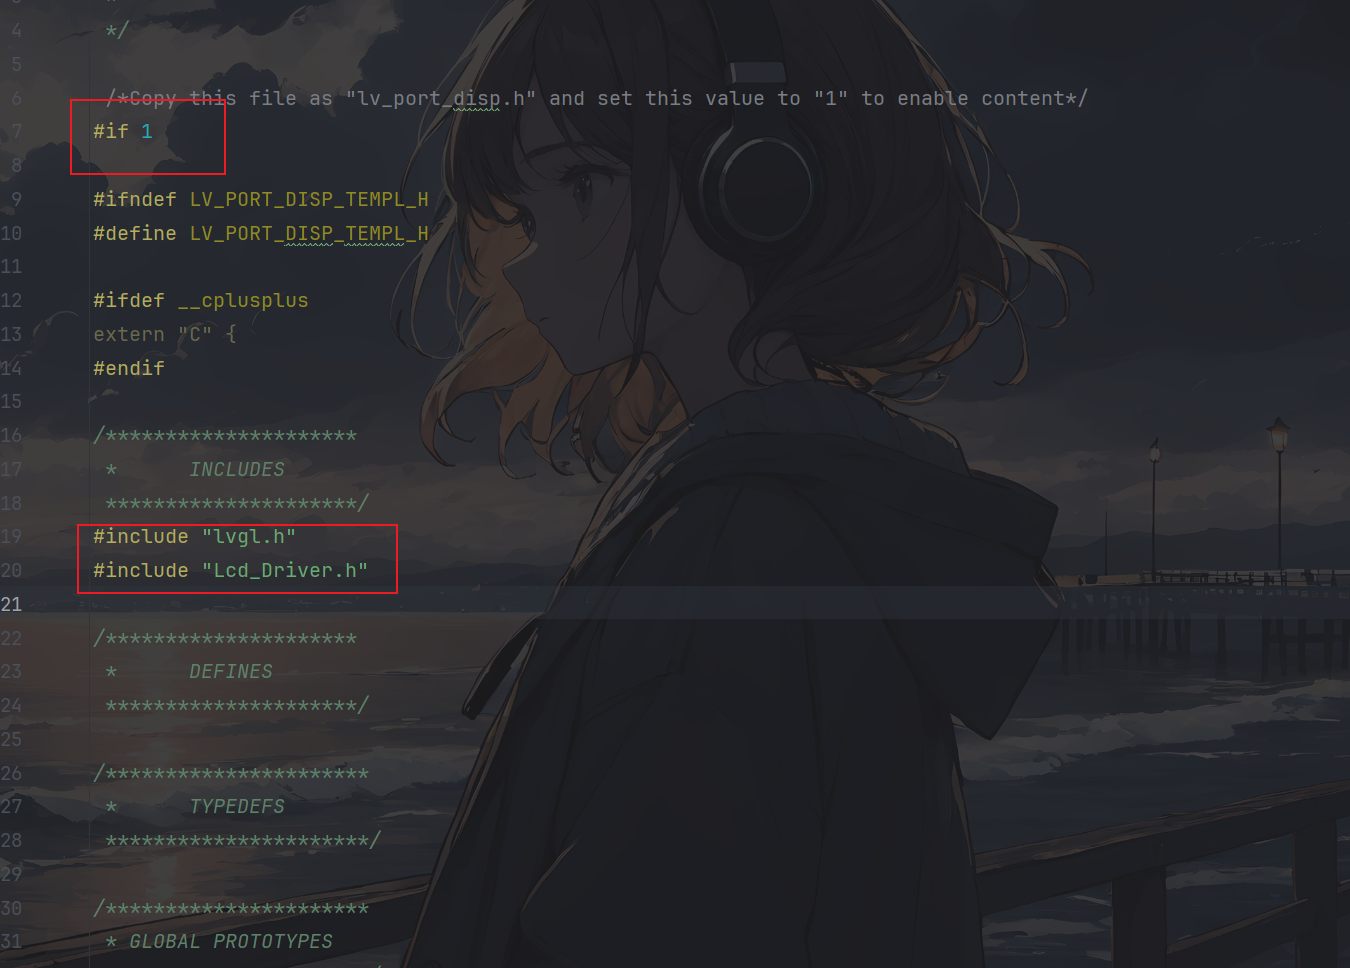 3 *
4 */
5
6 /*Copy this file as "lv_port_disp.h" and set this value to "1" to enable content*/
7 #if 1
8
9 #ifndef LV_PORT_DISP_TEMPL_H
10 #define LV_PORT_DISP_TEMPL_H
11
12 #ifdef __cplusplus
13 extern "C" {
14 #endif
15
16 /*********************
17 *      INCLUDES
18 *********************/
19 #include "lvgl.h"
20 #include "Lcd_Driver.h"
21
22 /*********************
23 *      DEFINES
24 *********************/
25
26 /**********************
27 *      TYPEDEFS
28 **********************/
29
30 /**********************
31 * GLOBAL PROTOTYPES